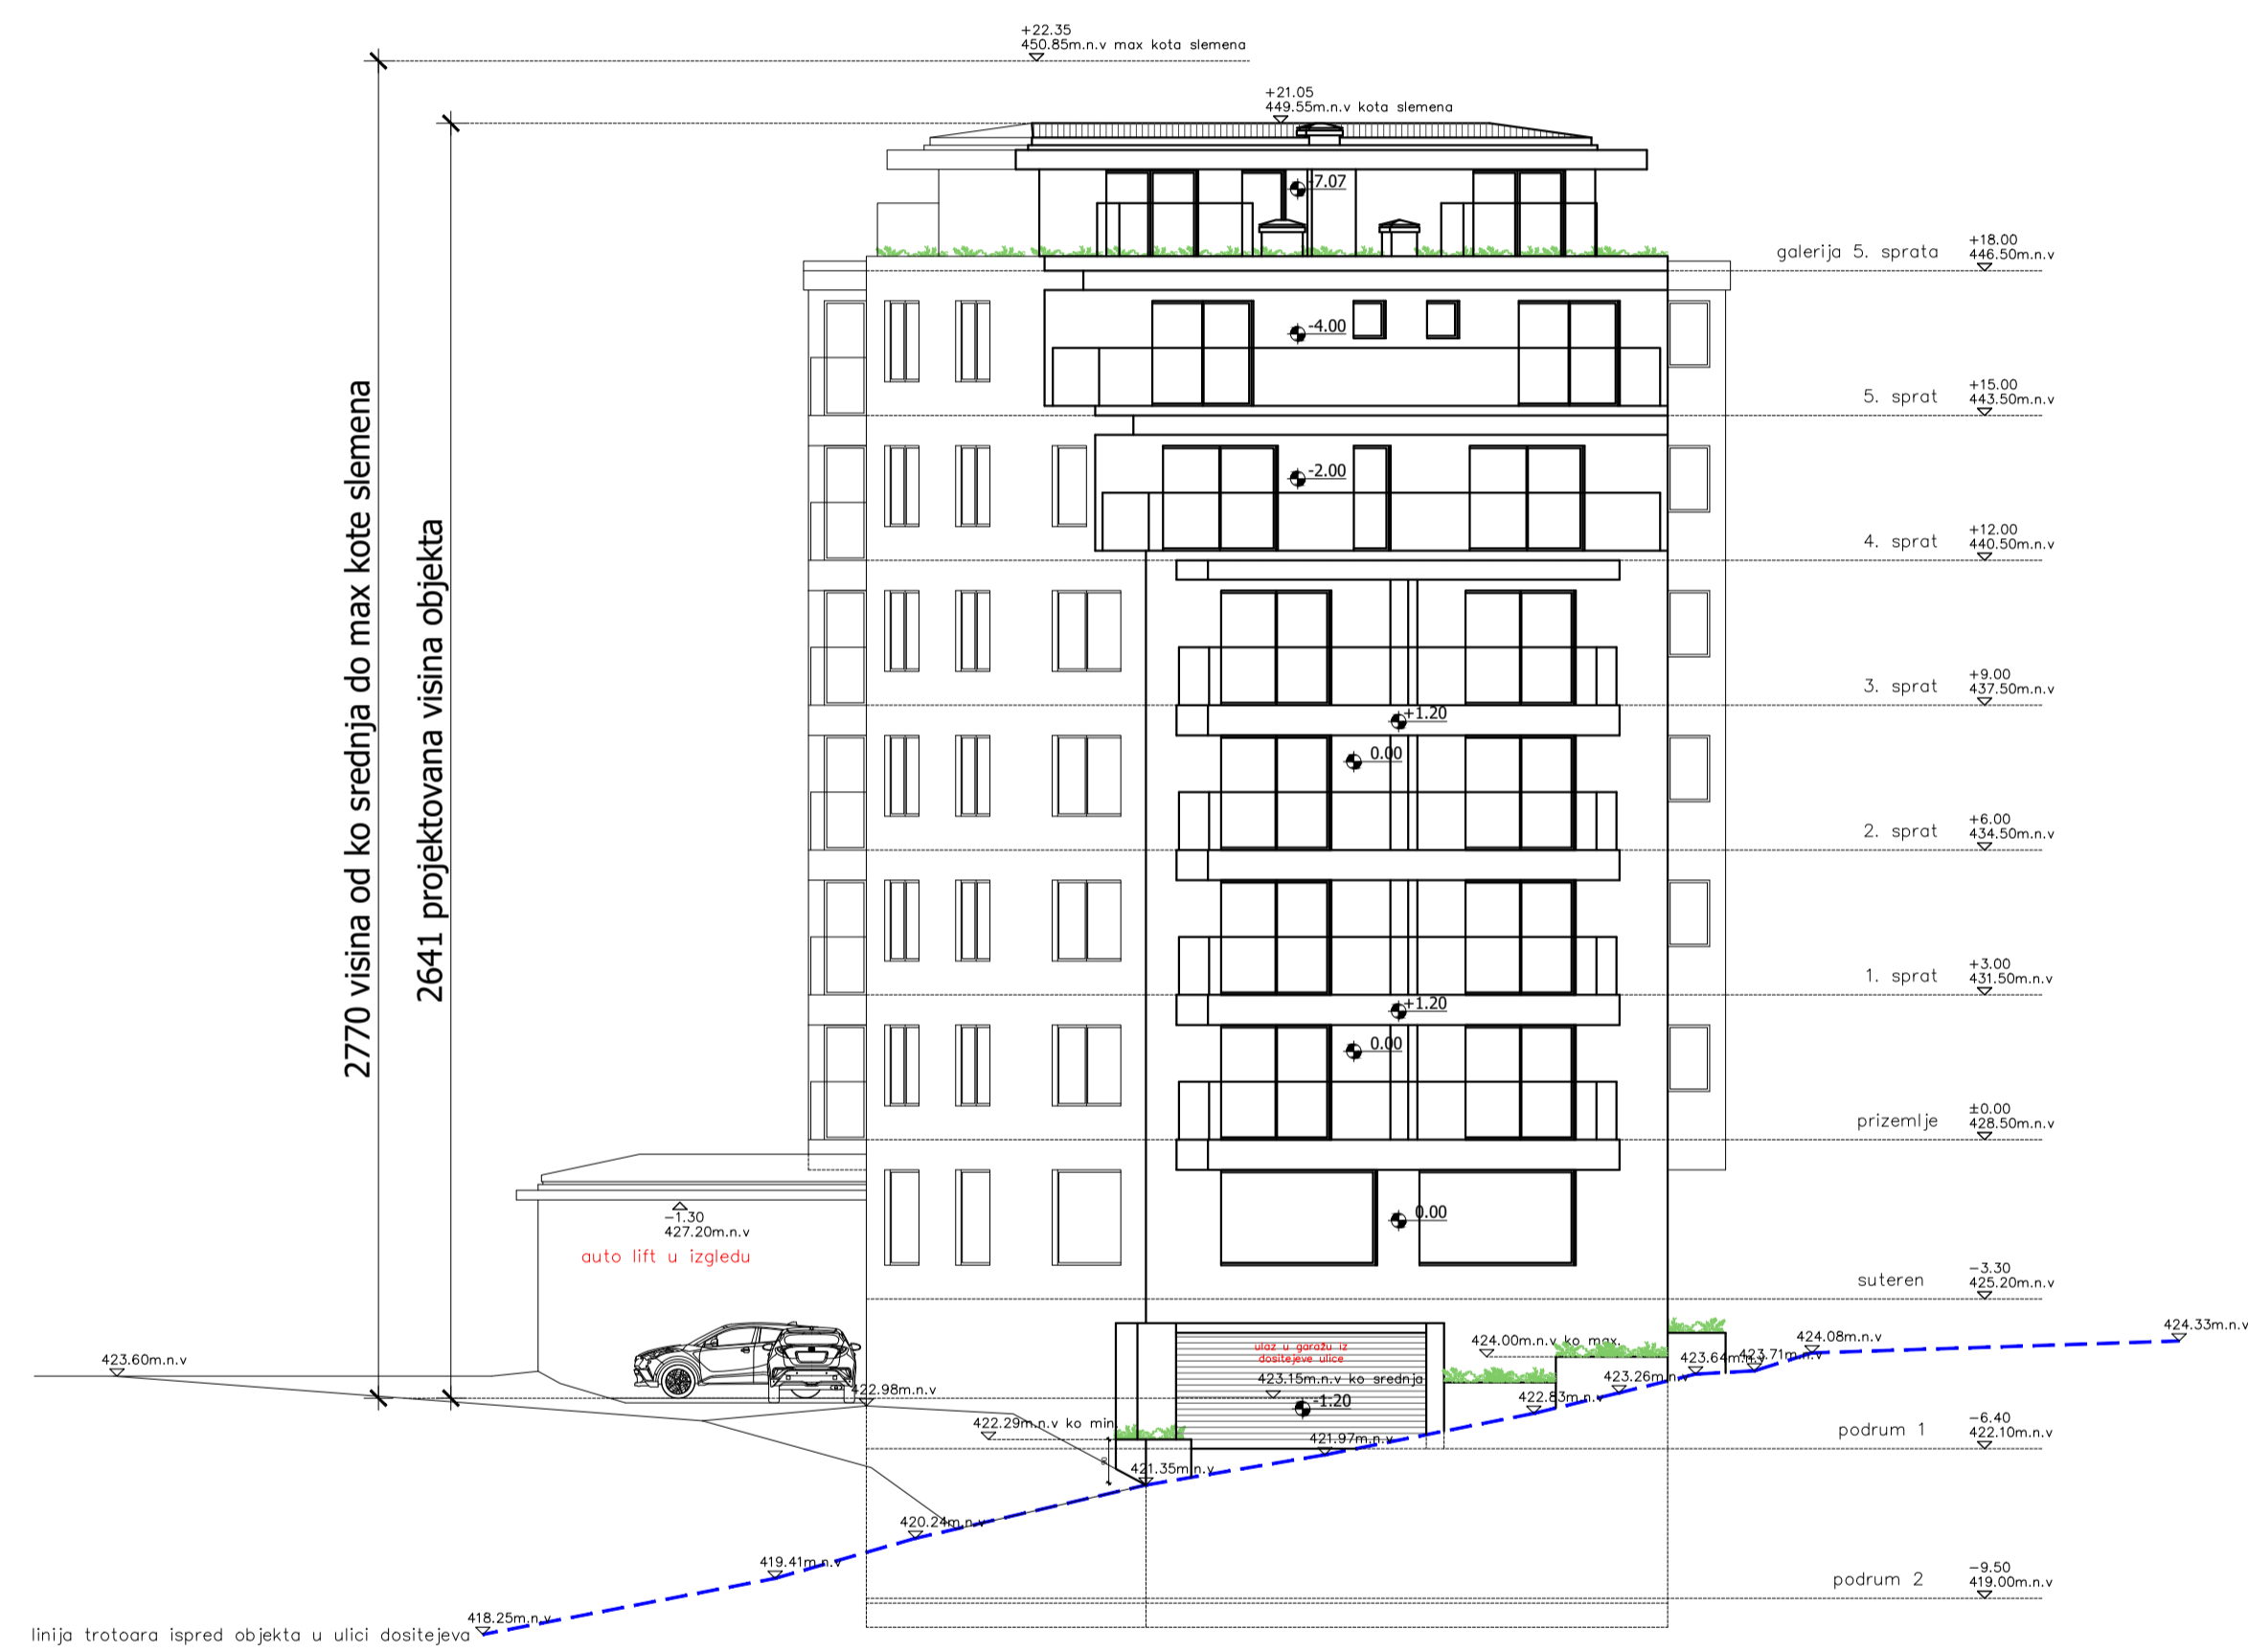 +22.35
450.85m.n.v max kota slemena
+21.05
449.55m.n.v kota slemena
-7.07
galerija 5. sprata
+18.00
446.50m.n.v
-4.00
5. sprat
+15.00
443.50m.n.v
-2.00
4. sprat
+12.00
440.50m.n.v
3. sprat
+9.00
437.50m.n.v
+1.20
0.00
2. sprat
+6.00
434.50m.n.v
1. sprat
+3.00
431.50m.n.v
+1.20
0.00
prizemlje
±0.00
428.50m.n.v
2770 visina od ko srednja do max kote slemena
2641 projektovana visina objekta
-1.30
427.20m.n.v
auto lift u izgledu
0.00
suteren
-3.30
425.20m.n.v
ulaz u garažu iz
dositejeve ulice
424.00m.n.v ko max.
423.15m.n.v ko srednja
-1.20
423.60m.n.v
422.98m.n.v
422.29m.n.v ko min.
422.83m.n.v
423.26m.n.v
423.64m.n.v
423.71m.n.v
424.08m.n.v
424.33m.n.v
421.97m.n.v
421.35m.n.v
podrum 1
-6.40
422.10m.n.v
420.24m.n.v
419.41m.n.v
podrum 2
-9.50
419.00m.n.v
418.25m.n.v
linija trotoara ispred objekta u ulici dositejeva